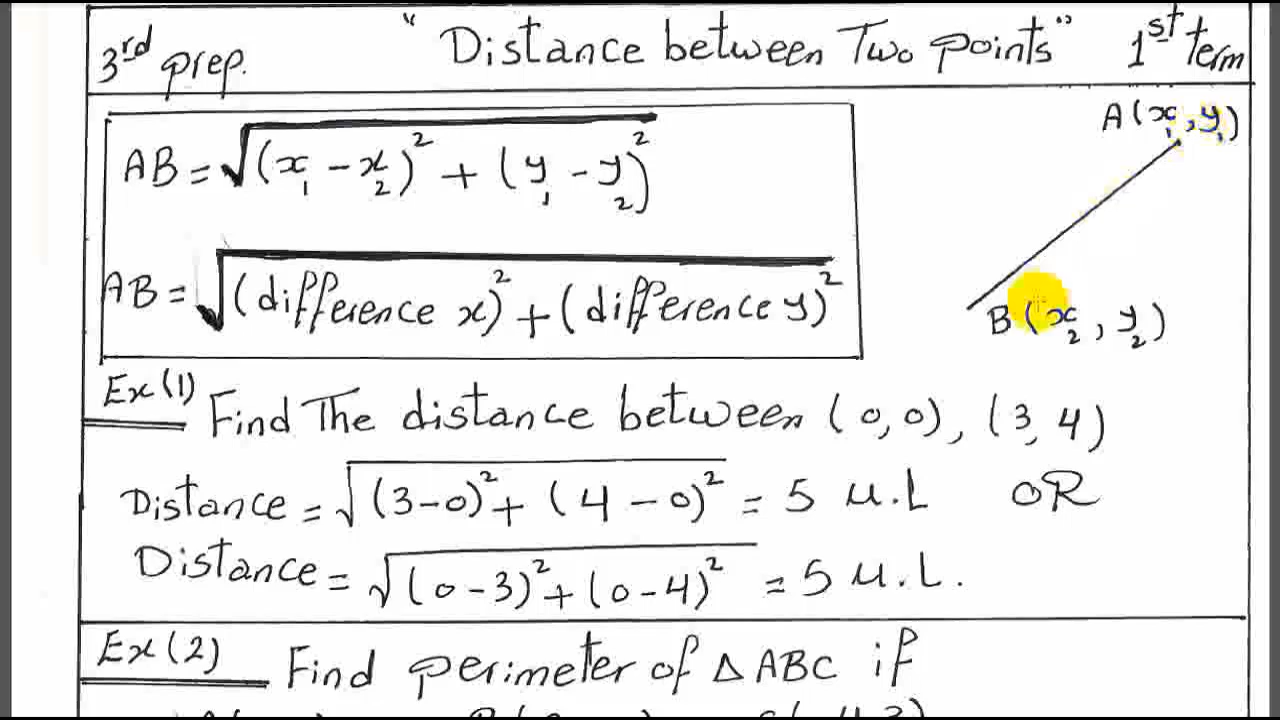 3rd prep. "Distance between Two points" 1st term
A(x₁, y₁)
AB = √(x₁ - x₂)² + (y₁ - y₂)²
AB = √(difference x)² + (difference y)²
B(x₂, y₂)
Ex(1) Find The distance between (0,0), (3,4)
Distance = √(3-0)² + (4-0)² = 5 u.L OR
Distance = √(0-3)² + (0-4)² = 5 u.L.
Ex(2) Find perimeter of △ABC if